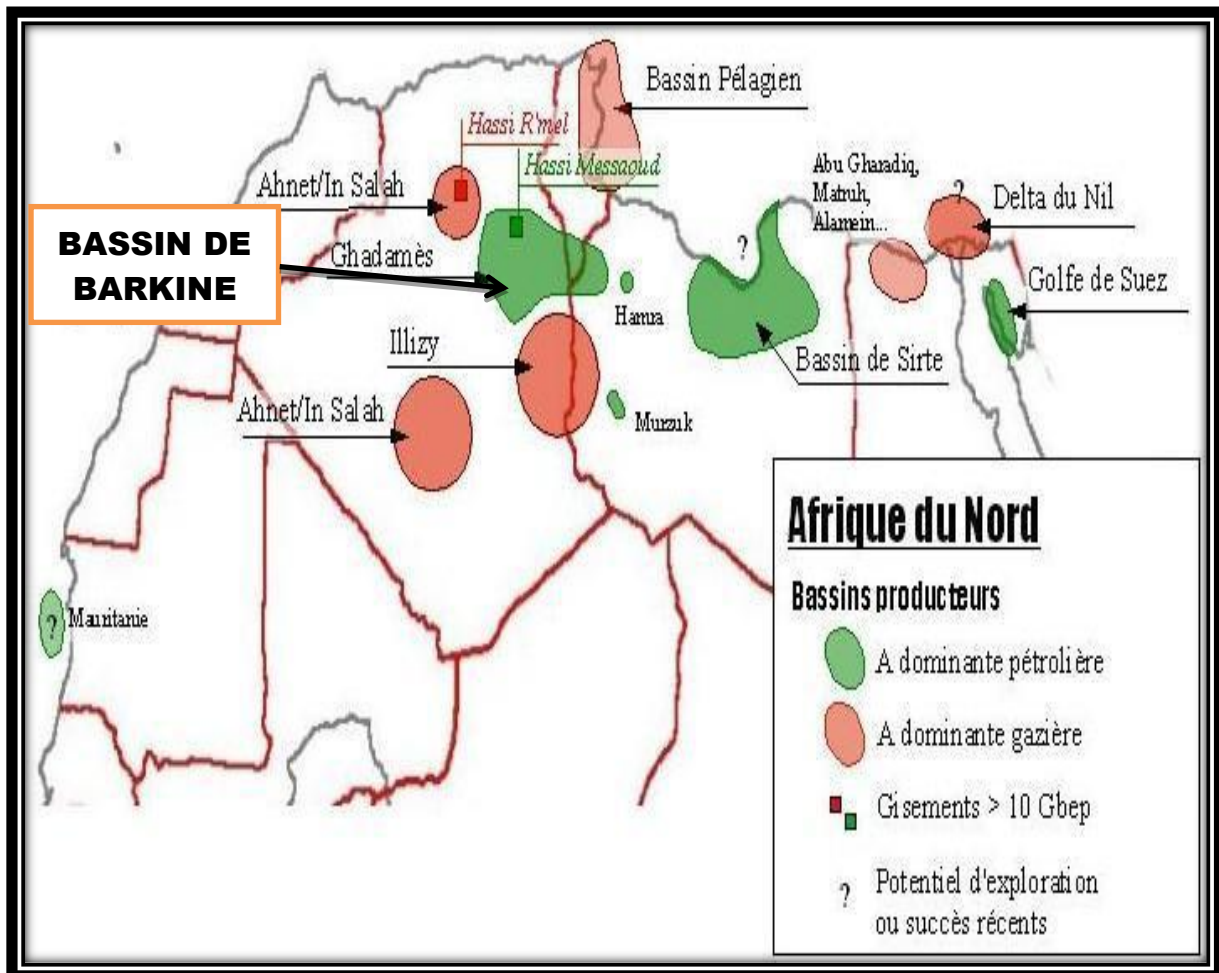 Bassin Pélagien
Hassi R'mel
Hassi Messaoud
Ahnet/In Salah
Abu Gharadiq,
Matruh,
Alamein...
?
Delta du Nil
BASSIN DE
BARKINE
Ghadamès
?
Golfe de Suez
Hamra
Illizy
Bassin de Sirte
Ahnet/In Salah
Murzuk
Afrique du Nord
Bassins producteurs
?
Mauritanie
A dominante pétrolière
A dominante gazière
Gisements > 10 Gbep
?
Potentiel d'exploration
ou succès récents